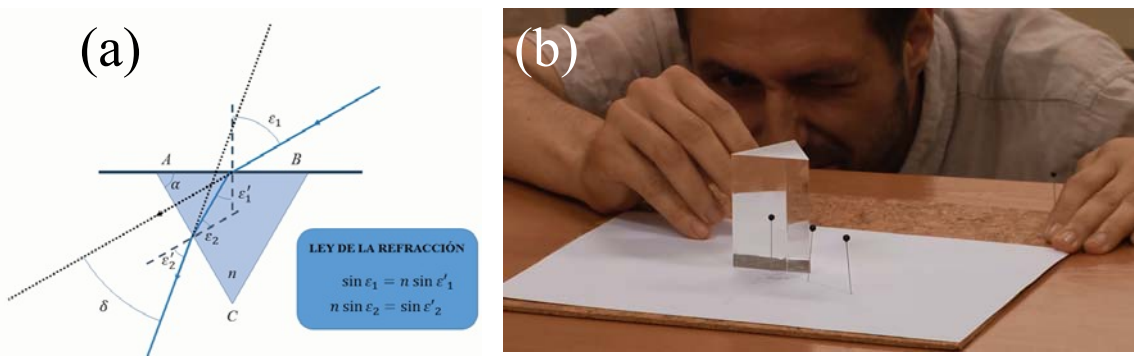 (a)
ε₁
A
B
α
ε'₁
ε₂
ε'₂
n
δ
C
LEY DE LA REFRACCIÓN
sin ε₁ = n sin ε'₁
n sin ε₂ = sin ε'₂
(b)